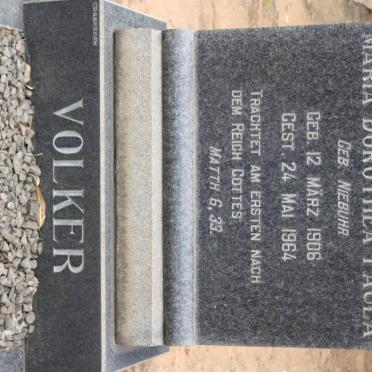 MARIA DOROTHEA PAULA
GEB. NIEBUHR
GEB. 12 MÄRZ 1906
GEST. 24 MAI 1964
TRACHTET AM ERSTEN NACH
DEM REICH GOTTES
MATTH 6, 33.
VOLKER